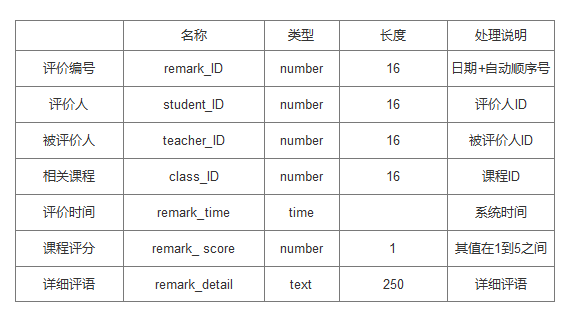 名称 类型 长度 处理说明
评价编号 remark_ID number 16 日期+自动顺序号
评价人 student_ID number 16 评价人ID
被评价人 teacher_ID number 16 被评价人ID
相关课程 class_ID number 16 课程ID
评价时间 remark_time time 系统时间
课程评分 remark_ score number 1 其值在1到5之间
详细评语 remark_detail text 250 详细评语